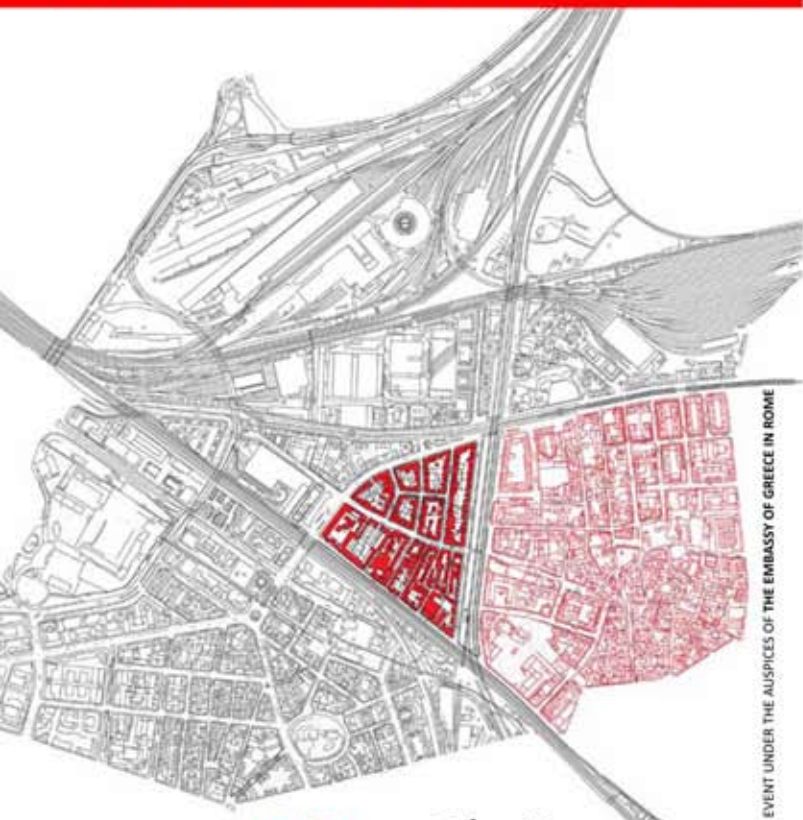 EVENT UNDER THE AUSPICES OF THE EMBASSY OF GREECE IN ROME